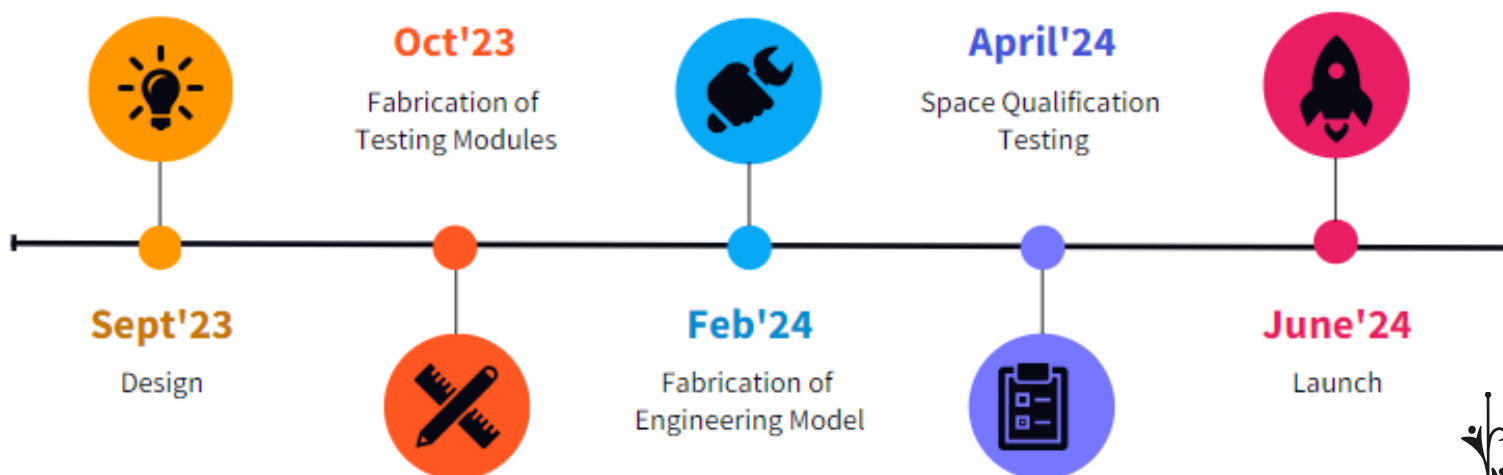 Sept'23
Design
Oct'23
Fabrication of
Testing Modules
Feb'24
Fabrication of
Engineering Model
April'24
Space Qualification
Testing
June'24
Launch